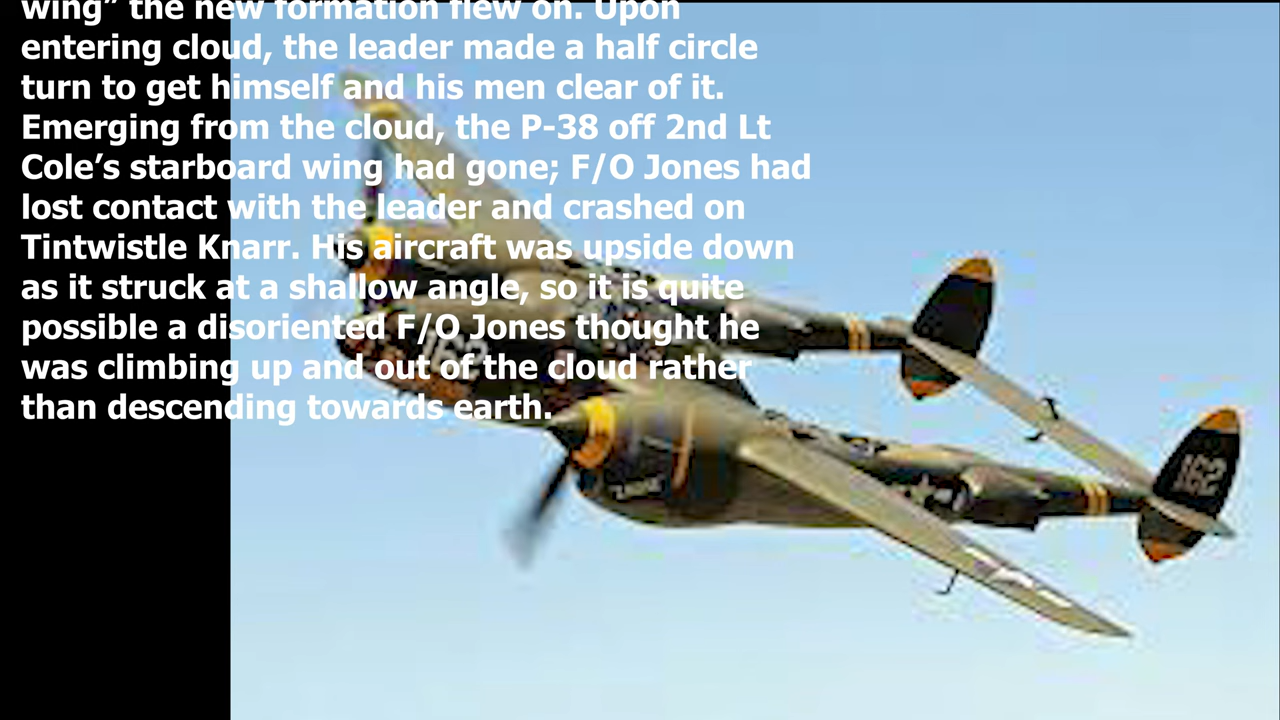 wing” the new formation flew on. Upon
entering cloud, the leader made a half circle
turn to get himself and his men clear of it.
Emerging from the cloud, the P-38 off 2nd Lt
Cole’s starboard wing had gone; F/O Jones had
lost contact with the leader and crashed on
Tintwistle Knarr. His aircraft was upside down
as it struck at a shallow angle, so it is quite
possible a disoriented F/O Jones thought he
was climbing up and out of the cloud rather
than descending towards earth.
162
162